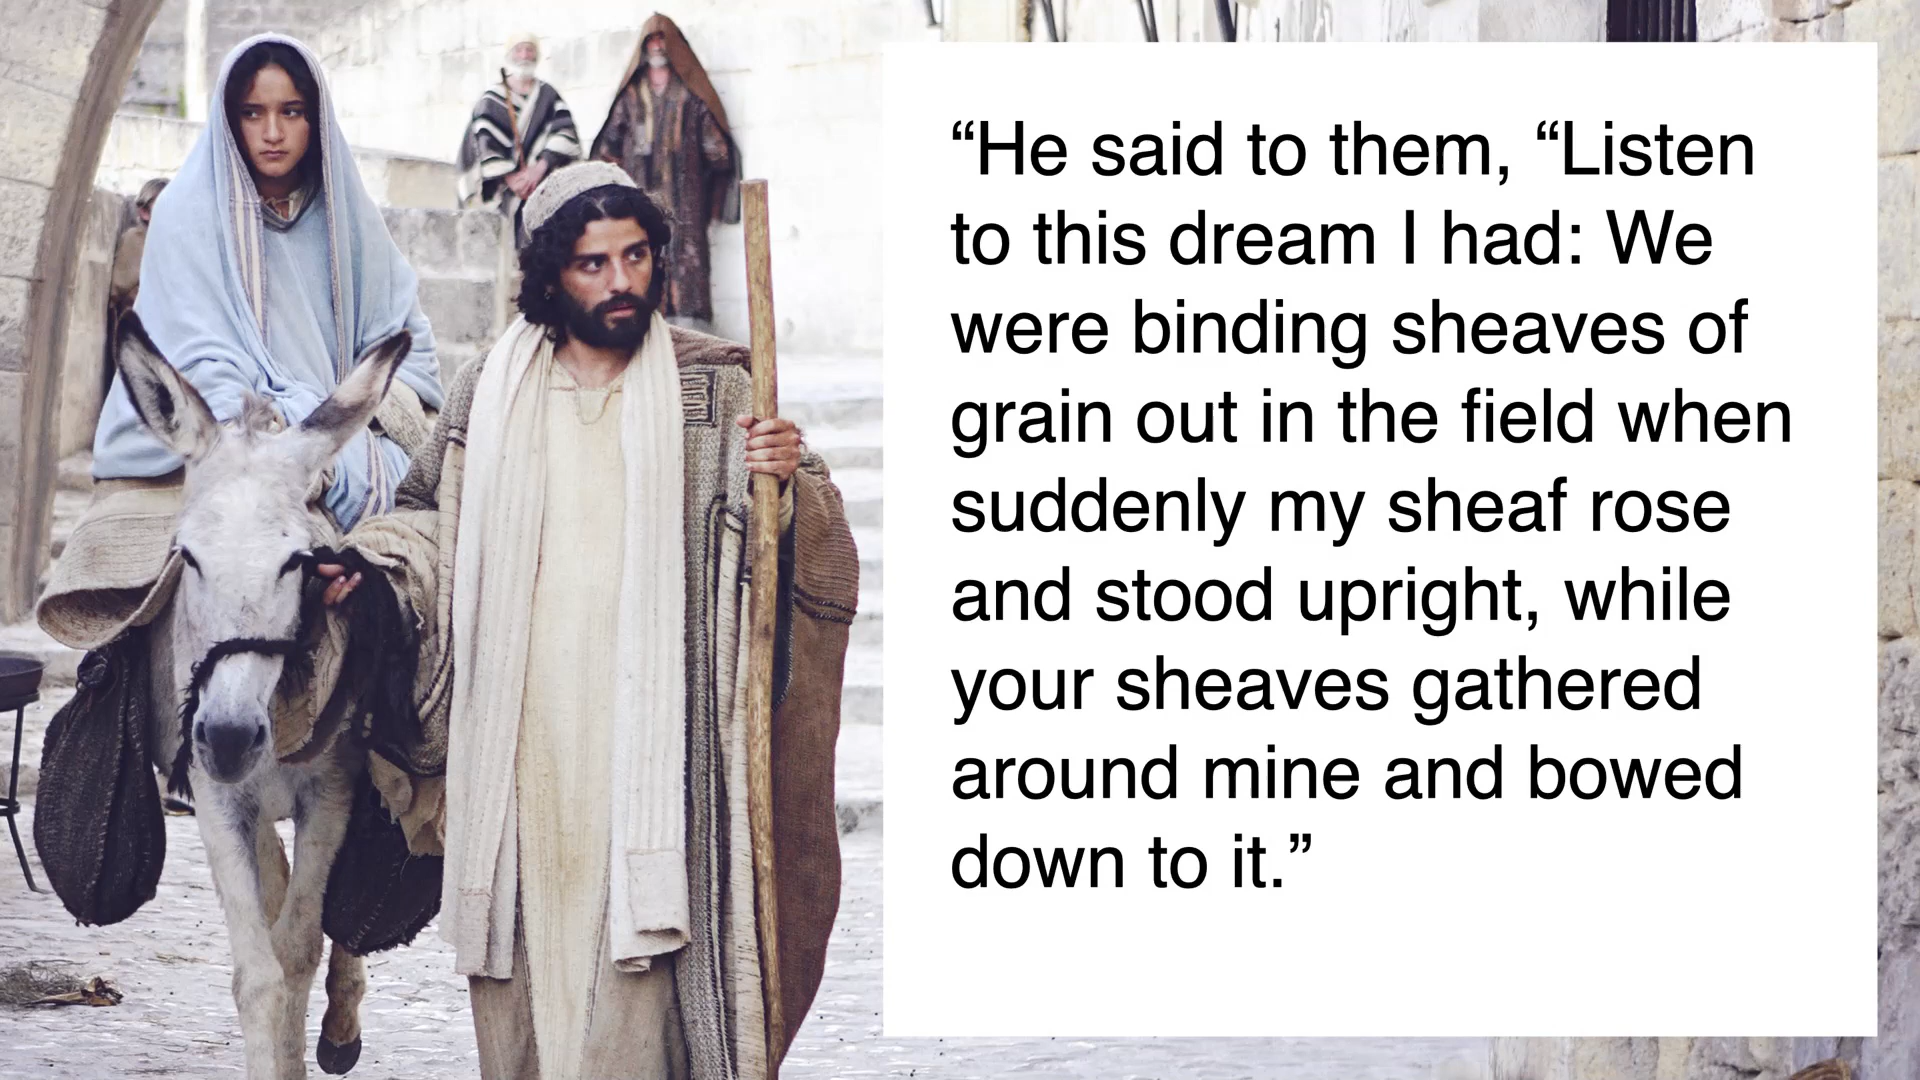 “He said to them, “Listen
to this dream I had: We
were binding sheaves of
grain out in the field when
suddenly my sheaf rose
and stood upright, while
your sheaves gathered
around mine and bowed
down to it.”